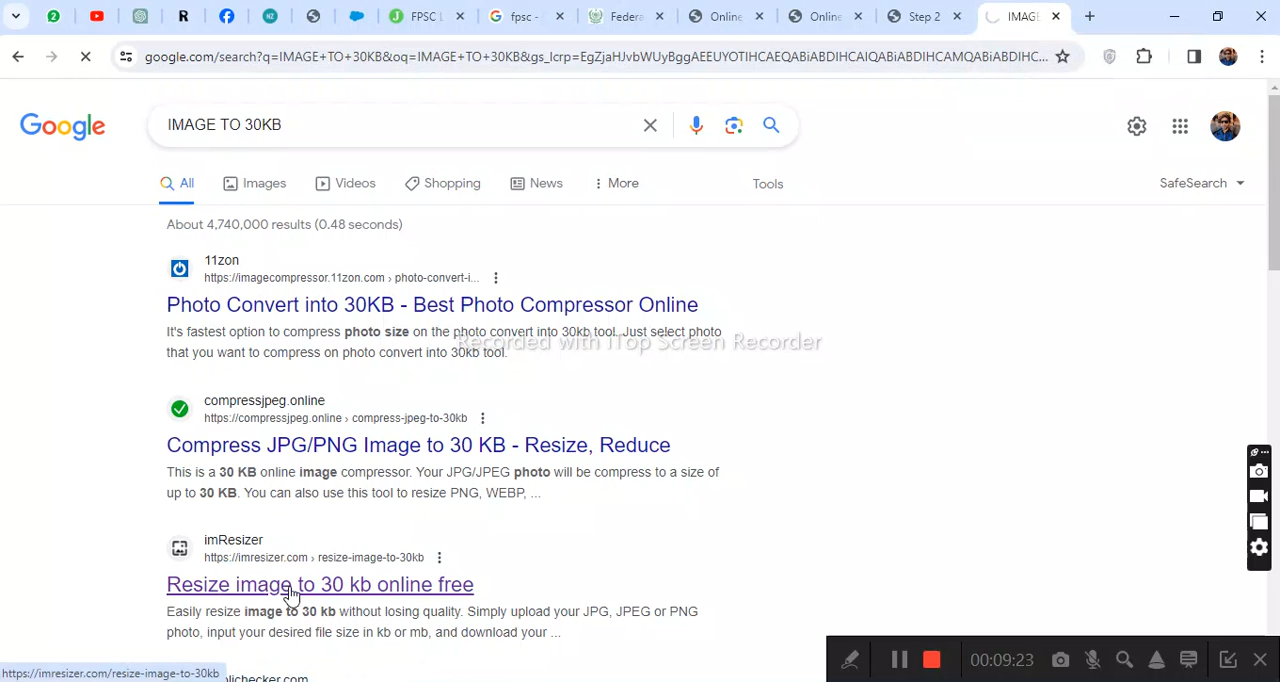 2
FPSC 1
fpsc -
Federa
Online
Online
Step 2
IMAG
google.com/search?q=IMAGE+TO+30KB&oq=IMAGE+TO+30KB&gs_lcrp=EgZjaHJvbWUyBggAEEUYOTIHCAEQABiABDIHCAIQABiABDIHCAMQABiABDIHC...
Google
IMAGE TO 30KB
All
Images
Videos
Shopping
News
More
Tools
SafeSearch
About 4,740,000 results (0.48 seconds)
11zon
https://imagecompressor.11zon.com › photo-convert-i...
Photo Convert into 30KB - Best Photo Compressor Online
It's fastest option to compress photo size on the photo convert into 30kb tool. Just select photo
that you want to compress on photo convert into 30kb tool.
Recorded with iTop Screen Recorder
compressjpeg.online
https://compressjpeg.online › compress-jpeg-to-30kb
Compress JPG/PNG Image to 30 KB - Resize, Reduce
This is a 30 KB online image compressor. Your JPG/JPEG photo will be compress to a size of
up to 30 KB. You can also use this tool to resize PNG, WEBP, ...
imResizer
https://imresizer.com › resize-image-to-30kb
Resize image to 30 kb online free
Easily resize image to 30 kb without losing quality. Simply upload your JPG, JPEG or PNG
photo, input your desired file size in kb or mb, and download your ...
00:09:23
https://imresizer.com/resize-image-to-30kb
lichecker.com